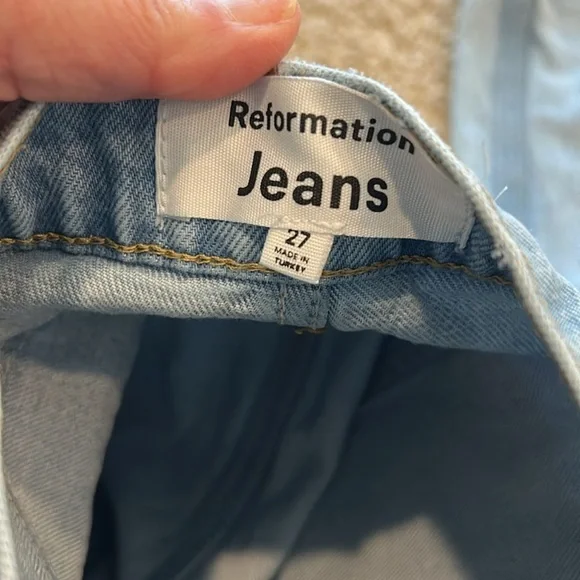 Reformation
Jeans
27
MADE IN
TURKEY